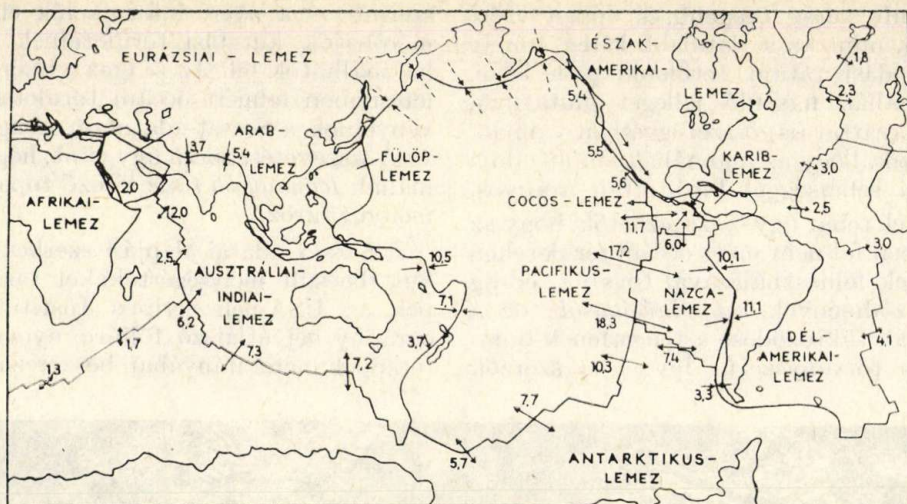 EURÁZSIAI LEMEZ
ÉSZAK-
AMERIKAI-
LEMEZ
1,8
2,3
5,4
ARAB-
LEMEZ
FÜLÖP
LEMEZ
3,7
5,4
5,5
KARIB
LEMEZ
3,0
2,0
5,6
COCOS-LEMEZ
AFRIKAI-
LEMEZ
2,0
11,7
6,0
2,5
2,5
AUSZTRÁLIAI-
INDIAI-
10,5
17,2
PACIFIKUS-
LEMEZ
10,1
3,0
NAZCA-
LEMEZ
7,1
11,1
6,2
1,7
7,3
3,7
18,3
DÉL-
AMERIKAI-
LEMEZ
4,1
1,3
7,2
7,4
10,3
3,3
7,7
5,7
ANTARKTIKUS-
LEMEZ